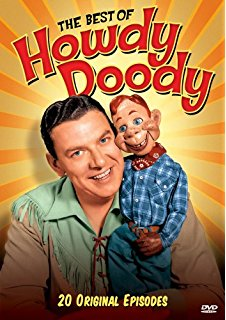 THE BEST OF
Howdy
Doody
20 ORIGINAL EPISODES
DVD